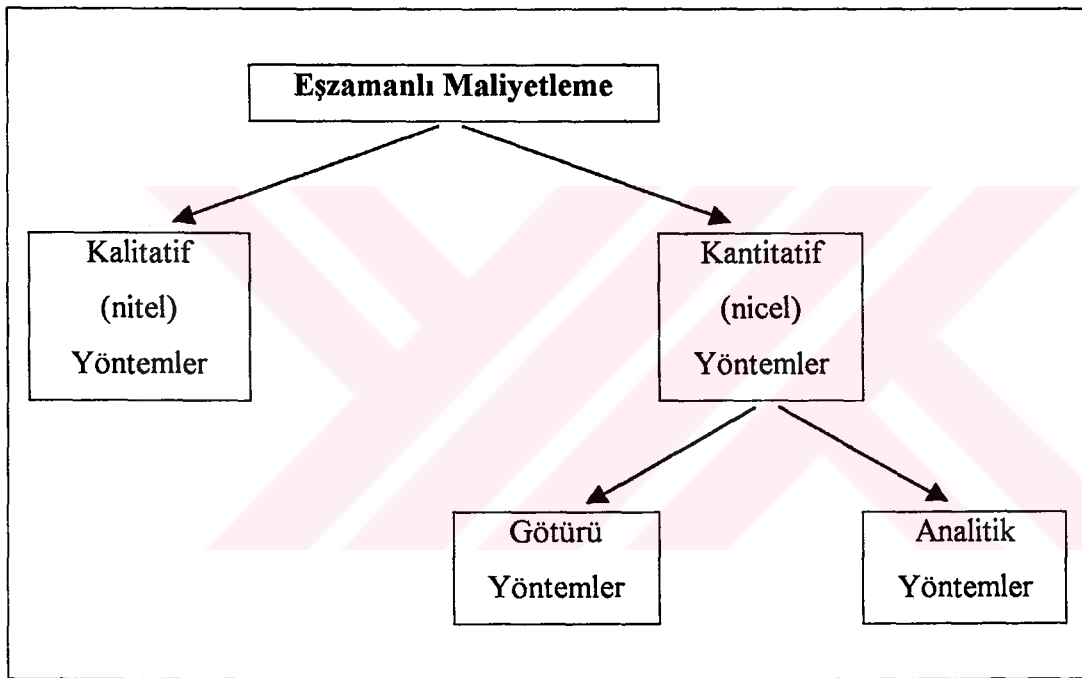 Eşzamanlı Maliyetleme
Kalitatif
(nitel)
Yöntemler
Kantitatif
(nicel)
Yöntemler
Götürü
Yöntemler
Analitik
Yöntemler